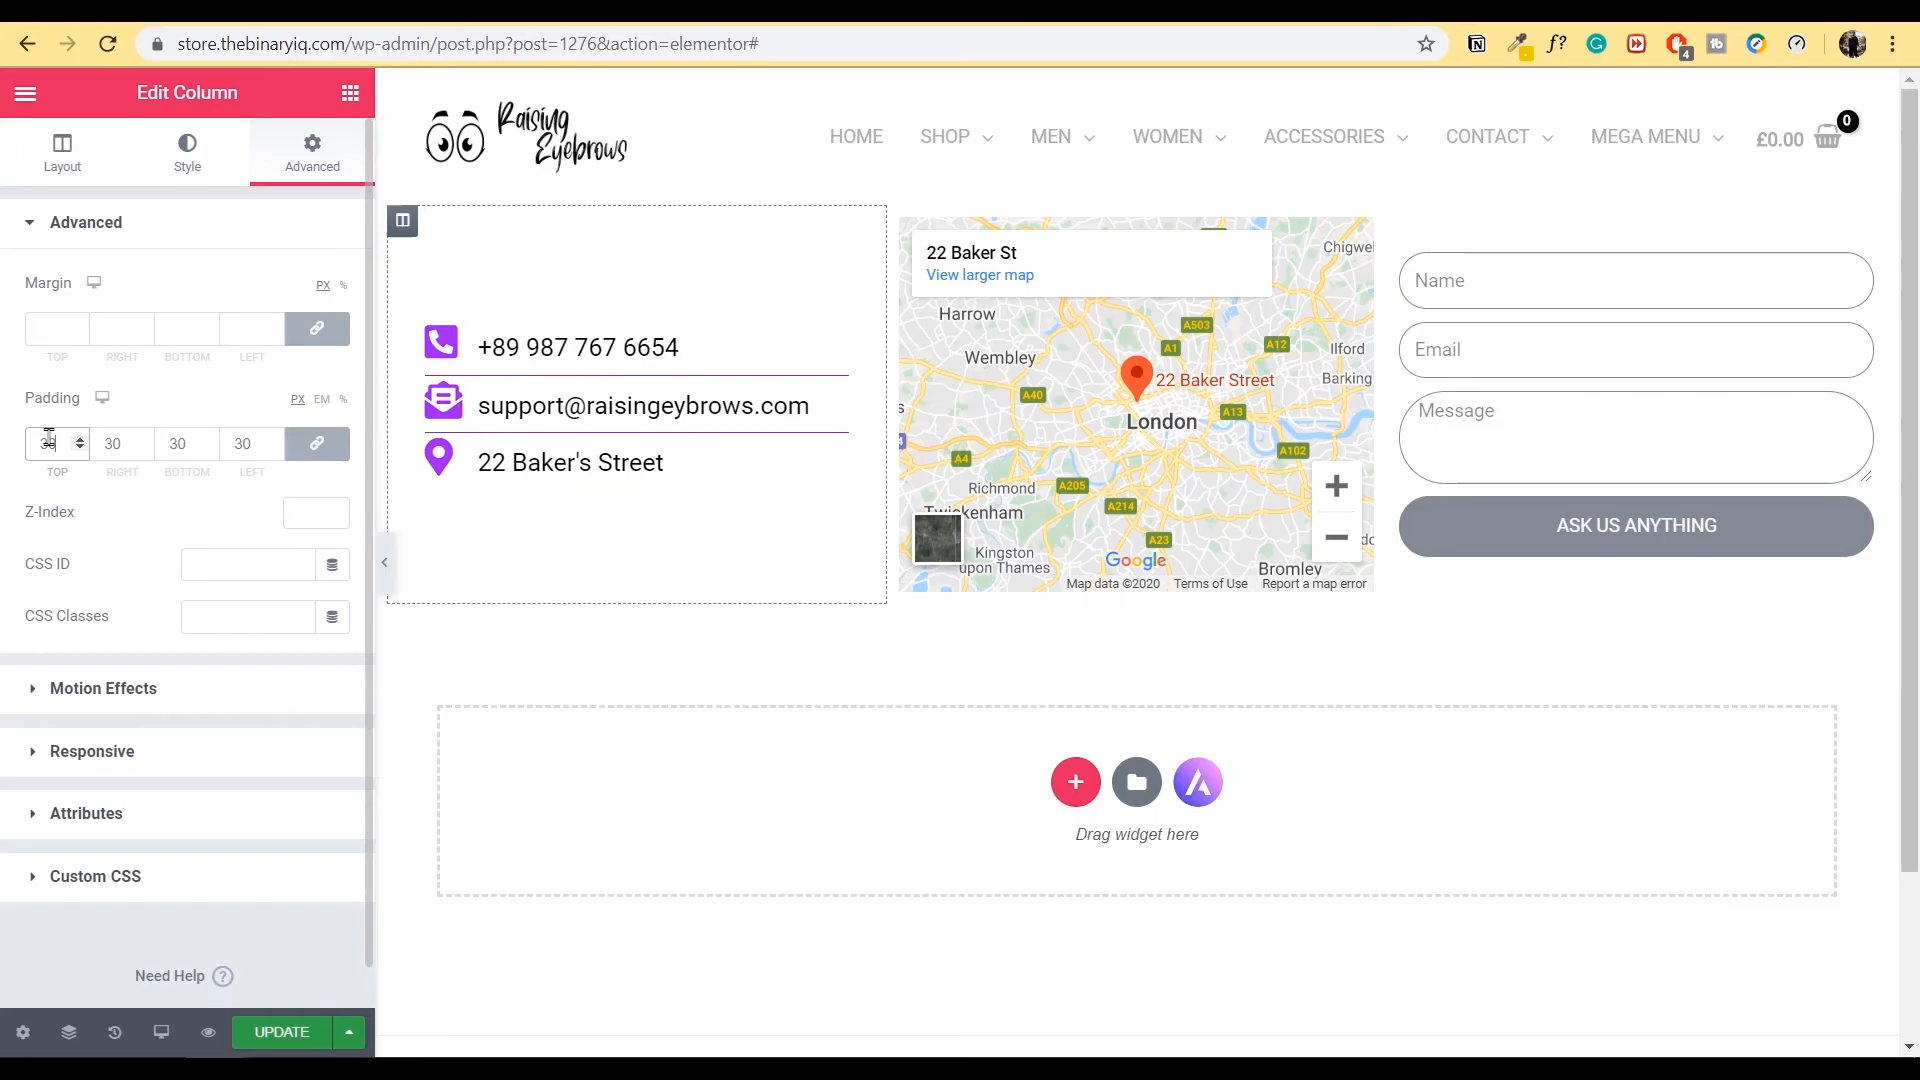 store.thebinaryiq.com/wp-admin/post.php?post=1276&action=elementor#
f?
4
Edit Column
Layout
Style
Advanced
Advanced
Margin
PX %
TOP RIGHT BOTTOM LEFT
Padding
PX EM %
30 30 30
TOP RIGHT BOTTOM LEFT
Z-Index
CSS ID
CSS Classes
Motion Effects
Responsive
Attributes
Custom CSS
Need Help ?
UPDATE
Raising
Eyebrows
HOME SHOP MEN WOMEN ACCESSORIES CONTACT MEGA MENU £0.00 0
+89 987 767 6654
support@raisingeybrows.com
22 Baker's Street
22 Baker St
View larger map
Chigwel
Harrow
A503
A1
A12
Ilford
Wembley
22 Baker Street
Barking
A40
London
A13
A4
A102
Richmond
A205
A214
Twickenham
A23
Kingston
upon Thames
Google
Bromley
Map data ©2020 Terms of Use Report a map error
Name
Email
Message
ASK US ANYTHING
Drag widget here